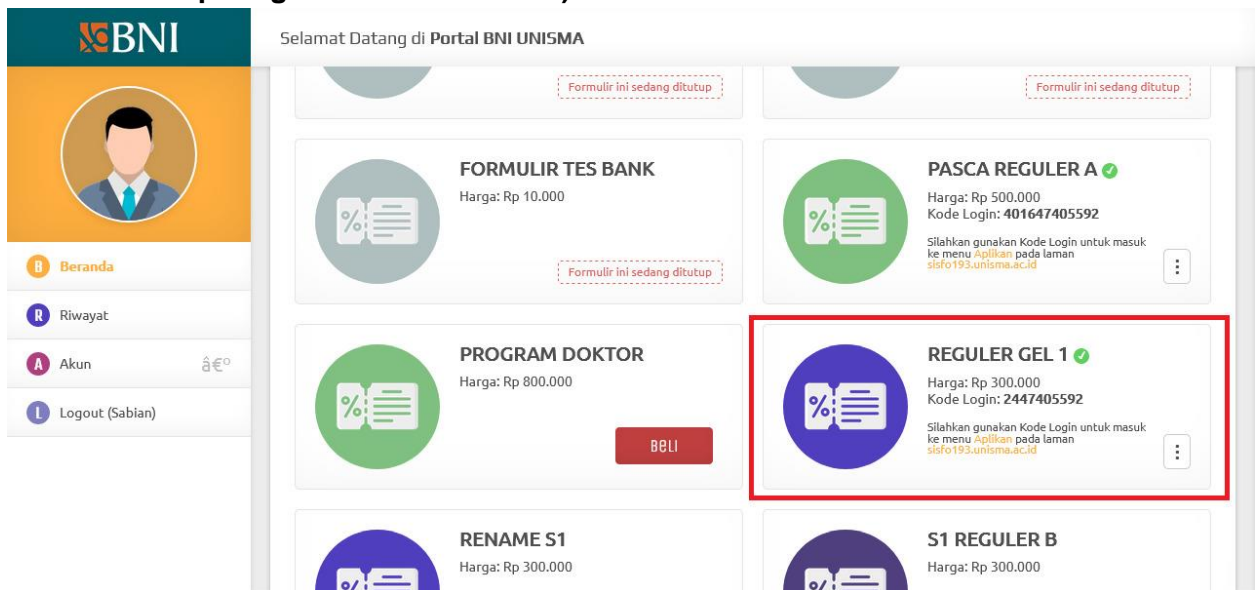 BNI
Selamat Datang di Portal BNI UNISMA
Formulir ini sedang ditutup
Formulir ini sedang ditutup
B Beranda
R Riwayat
A Akun â€º
L Logout (Sabian)
FORMULIR TES BANK
Harga: Rp 10.000
Formulir ini sedang ditutup
PASCA REGULER A
Harga: Rp 500.000
Kode Login: 401647405592
Silahkan gunakan Kode Login untuk masuk
ke menu Aplikan pada laman
sisfo193.unisma.ac.id
PROGRAM DOKTOR
Harga: Rp 800.000
BELI
REGULER GEL 1
Harga: Rp 300.000
Kode Login: 2447405592
Silahkan gunakan Kode Login untuk masuk
ke menu Aplikan pada laman
sisfo193.unisma.ac.id
RENAME S1
Harga: Rp 300.000
S1 REGULER B
Harga: Rp 300.000